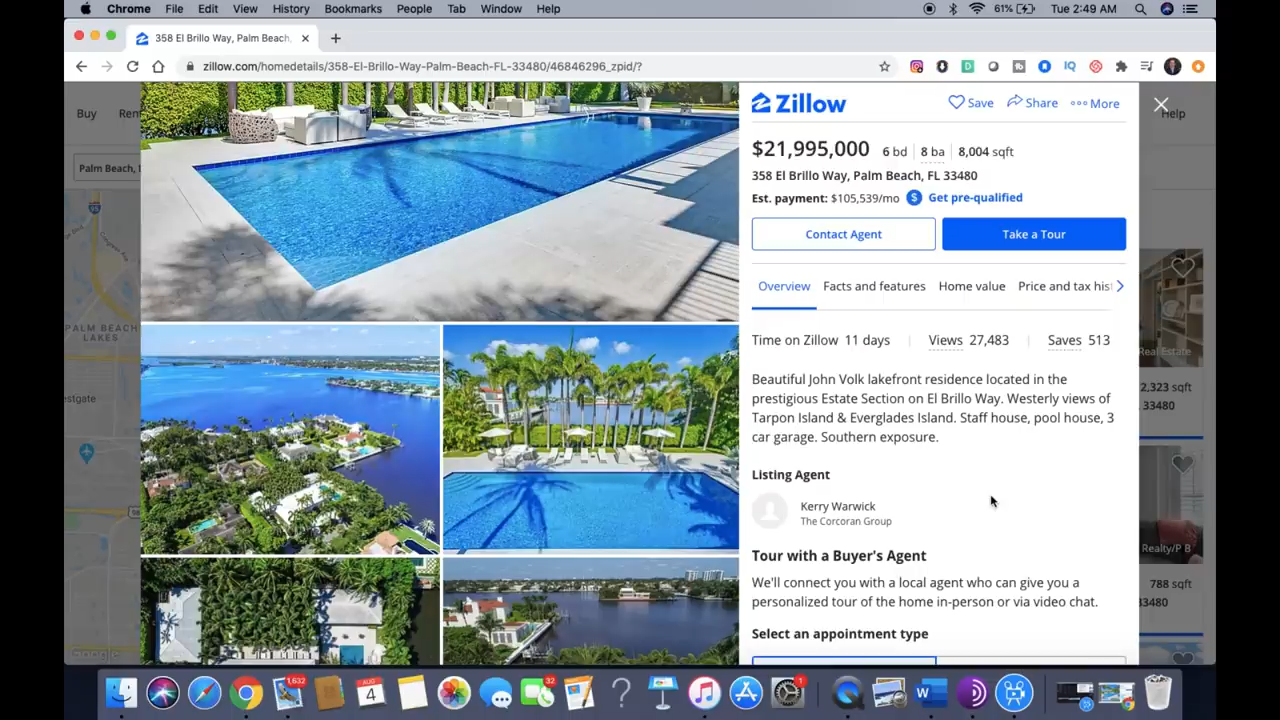 Chrome File Edit View History Bookmarks People Tab Window Help 61% Tue 2:49 AM
358 El Brillo Way, Palm Beach,
zillow.com/homedetails/358-El-Brillo-Way-Palm-Beach-FL-33480/46846296_zpid/?
Buy
Help
Palm Beach,
95
PALM BEACH
LAKES
estgate
Google
Zillow
Save
Share
More
$21,995,000 6 bd 8 ba 8,004 sqft
358 El Brillo Way, Palm Beach, FL 33480
Est. payment: $105,539/mo $ Get pre-qualified
Contact Agent
Take a Tour
Overview Facts and features Home value Price and tax his
Time on Zillow 11 days Views 27,483 Saves 513
Beautiful John Volk lakefront residence located in the
prestigious Estate Section on El Brillo Way. Westerly views of
Tarpon Island & Everglades Island. Staff house, pool house, 3
car garage. Southern exposure.
Listing Agent
Kerry Warwick
The Corcoran Group
Tour with a Buyer's Agent
We'll connect you with a local agent who can give you a
personalized tour of the home in-person or via video chat.
Select an appointment type
Real Estate
2,323 sqft
33480
Realty/P B
788 sqft
33480
1,632
AUG
4
32
1